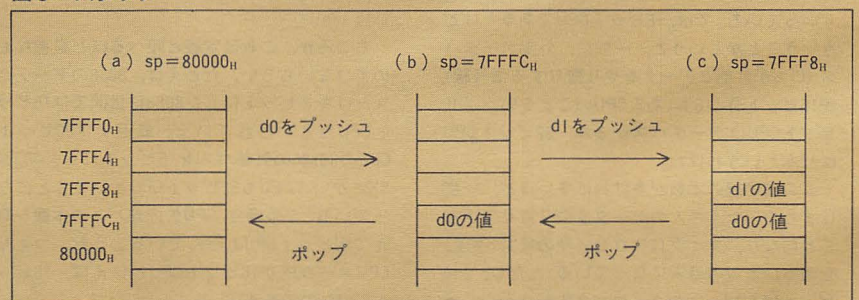 (a) sp=80000H
(b) sp=7FFFCH
(c) sp=7FFF8H
7FFF0H
7FFF4H
7FFF8H
7FFFCH
80000H
d0をプッシュ
ポップ
d0の値
d1をプッシュ
ポップ
d1の値
d0の値